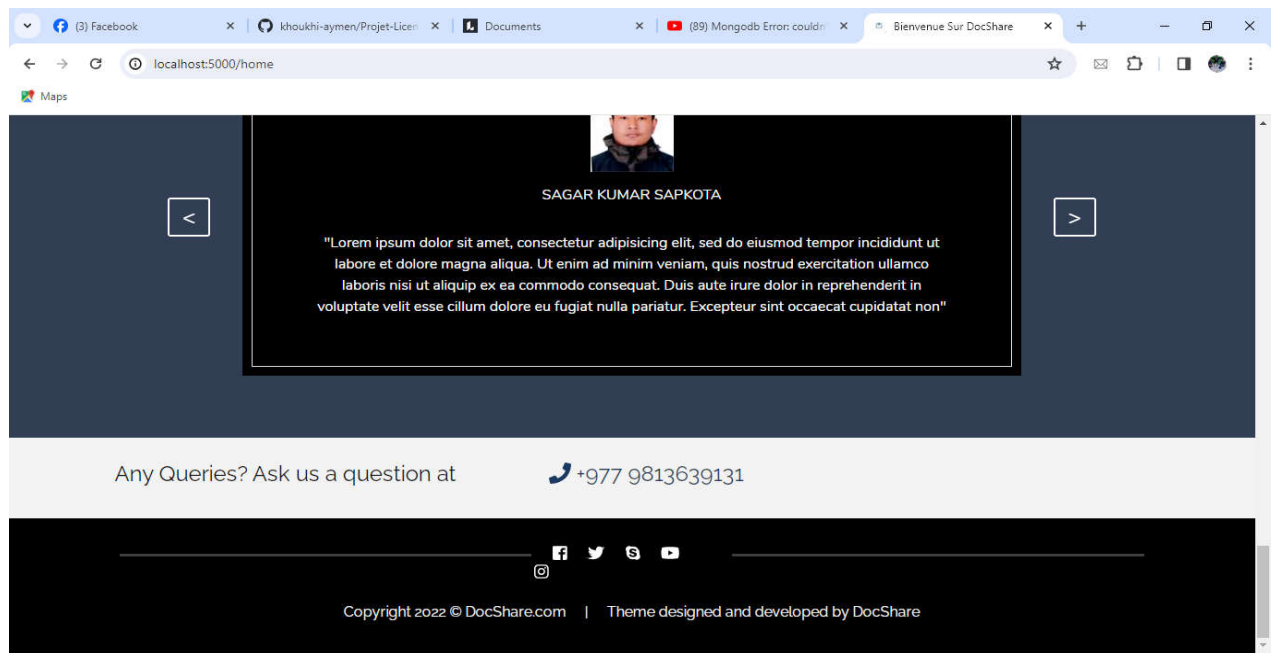 (3) Facebook
khoukhi-aymen/Projet-Licen
Documents
(89) Mongodb Error: couldn
Bienvenue Sur DocShare
localhost:5000/home
Maps
SAGAR KUMAR SAPKOTA
<
>
"Lorem ipsum dolor sit amet, consectetur adipisicing elit, sed do eiusmod tempor incididunt ut
labore et dolore magna aliqua. Ut enim ad minim veniam, quis nostrud exercitation ullamco
laboris nisi ut aliquip ex ea commodo consequat. Duis aute irure dolor in reprehenderit in
voluptate velit esse cillum dolore eu fugiat nulla pariatur. Excepteur sint occaecat cupidatat non"
Any Queries? Ask us a question at
+977 9813639131
Copyright 2022 © DocShare.com | Theme designed and developed by DocShare